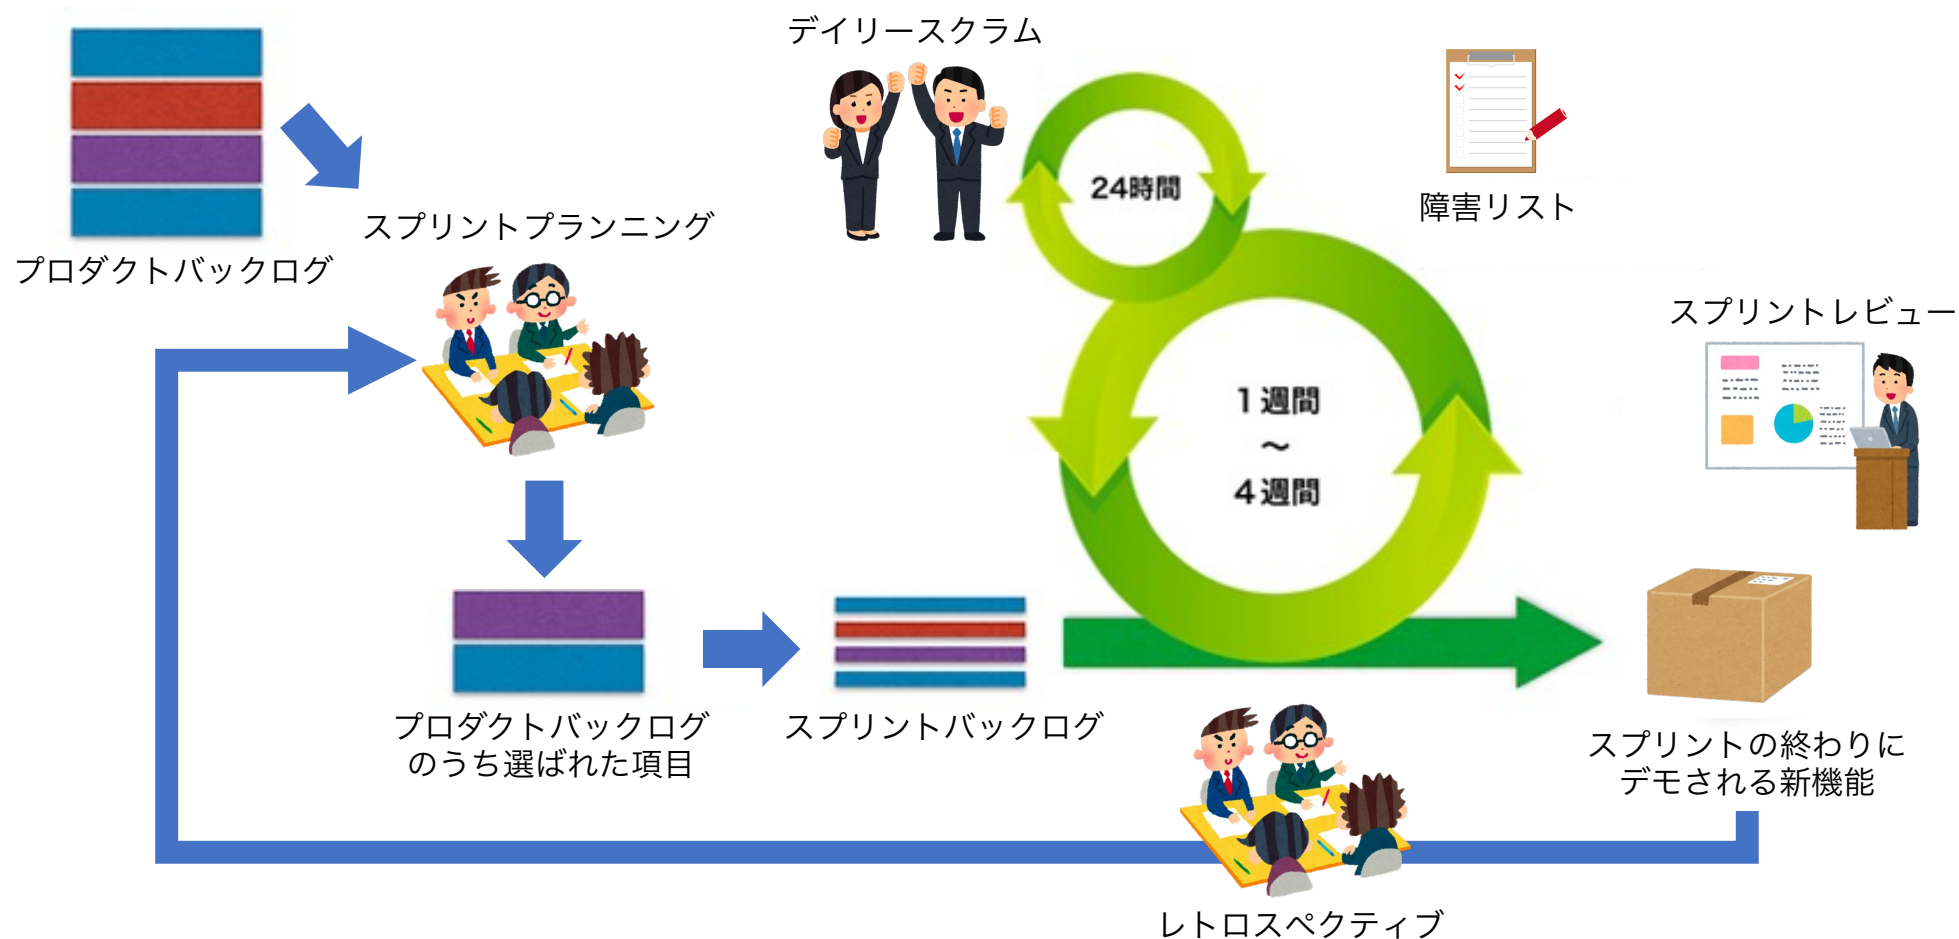 デイリースクラム
24時間
障害リスト
スプリントプランニング
プロダクトバックログ
スプリントレビュー
1週間
～
4週間
プロダクトバックログ
のうち選ばれた項目
スプリントバックログ
スプリントの終わりに
デモされる新機能
レトロスペクティブ